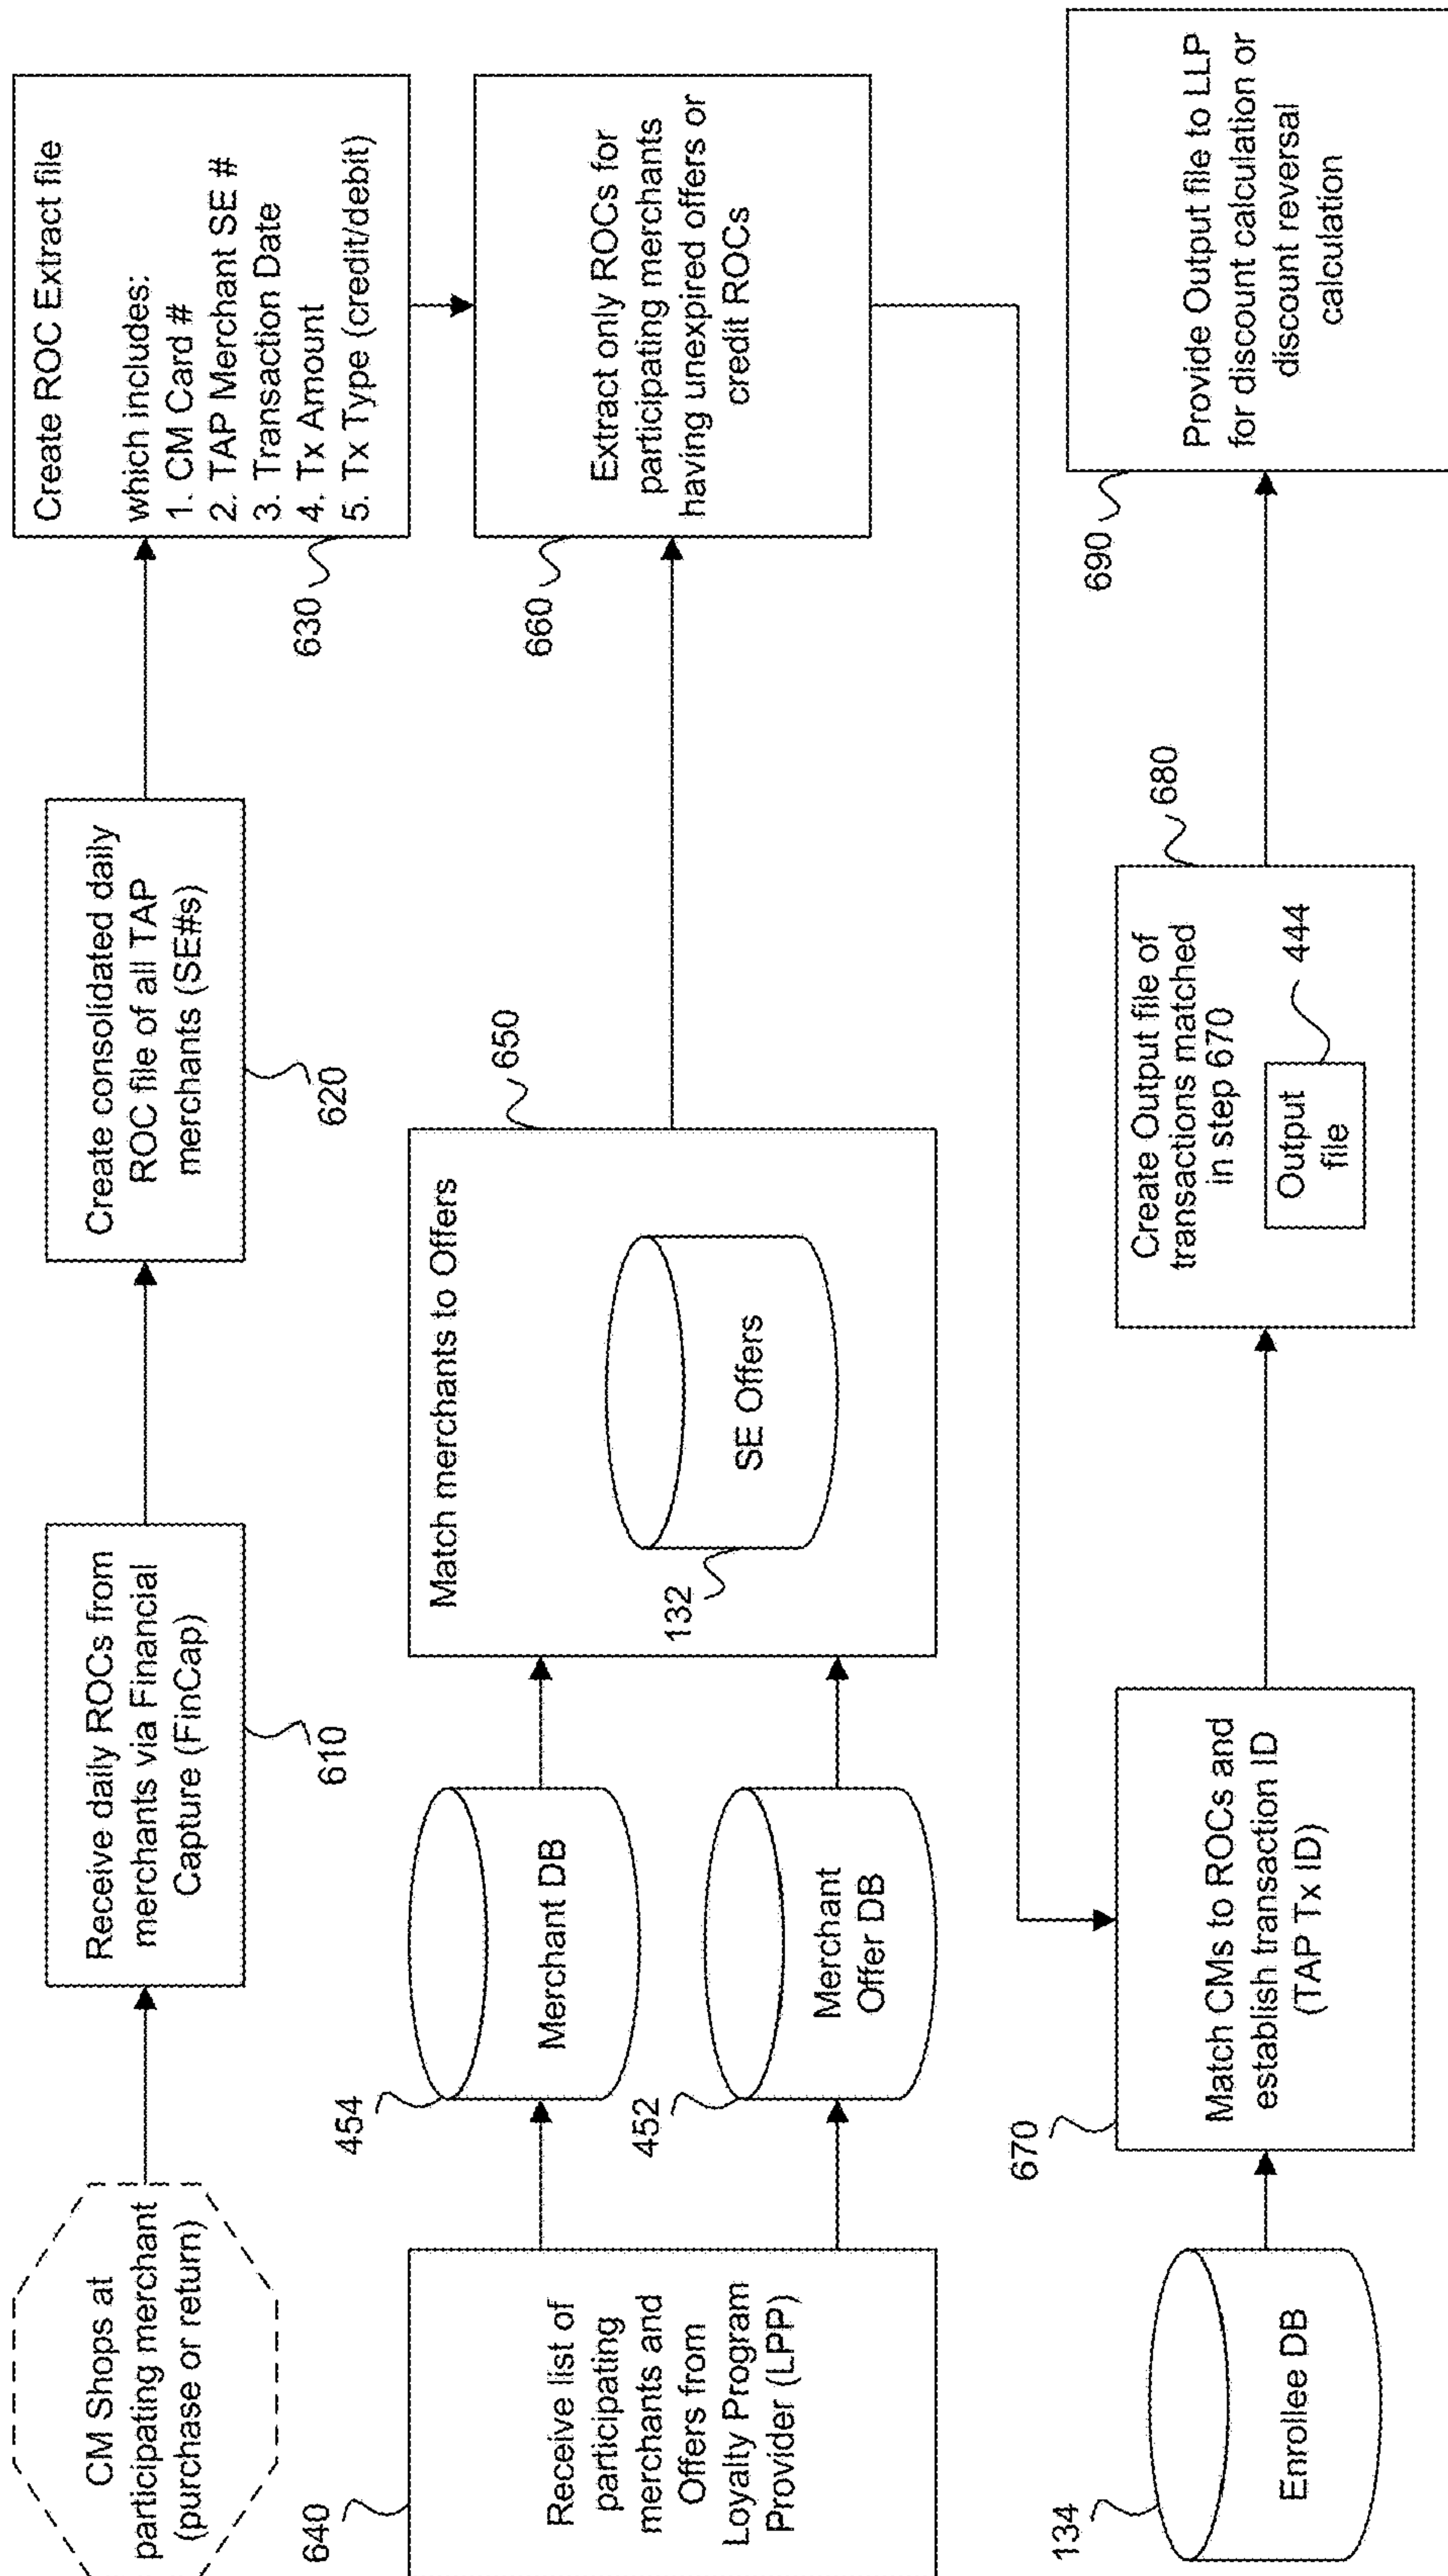 CM Shops at
participating merchant
(purchase or return)
Receive daily ROCs from
merchants via Financial
Capture (FinCap)
610
Create consolidated daily
ROC file of all TAP
merchants (SE#s)
620
Create ROC Extract file
which includes:
1. CM Card #
2. TAP Merchant SE #
3. Transaction Date
4. Tx Amount
5. Tx Type (credit/debit)
630
640
Receive list of
participating
merchants and
Offers from
Loyalty Program
Provider (LPP)
454
Merchant DB
452
Merchant
Offer DB
650
Match merchants to Offers
132
SE Offers
660
Extract only ROCs for
participating merchants
having unexpired offers or
credit ROCs
134
Enrollee DB
670
Match CMs to ROCs and
establish transaction ID
(TAP Tx ID)
680
Create Output file of
transactions matched
in step 670
444
Output
file
690
Provide Output file to LLP
for discount calculation or
discount reversal
calculation